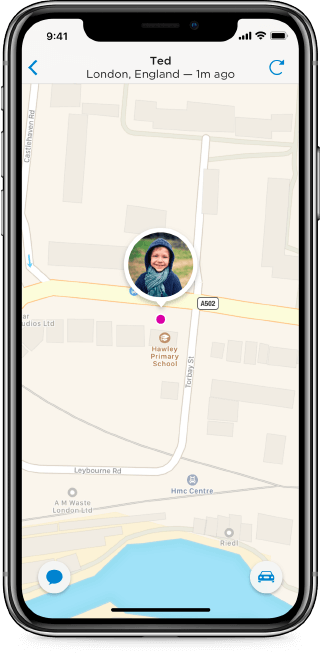 9:41
Ted
London, England — 1m ago
Castlehaven Rd
A502
udios Ltd
Hawley
Primary
School
Torbay St
Leybourne Rd
Hmc Centre
A M Waste
London Ltd
Riedl